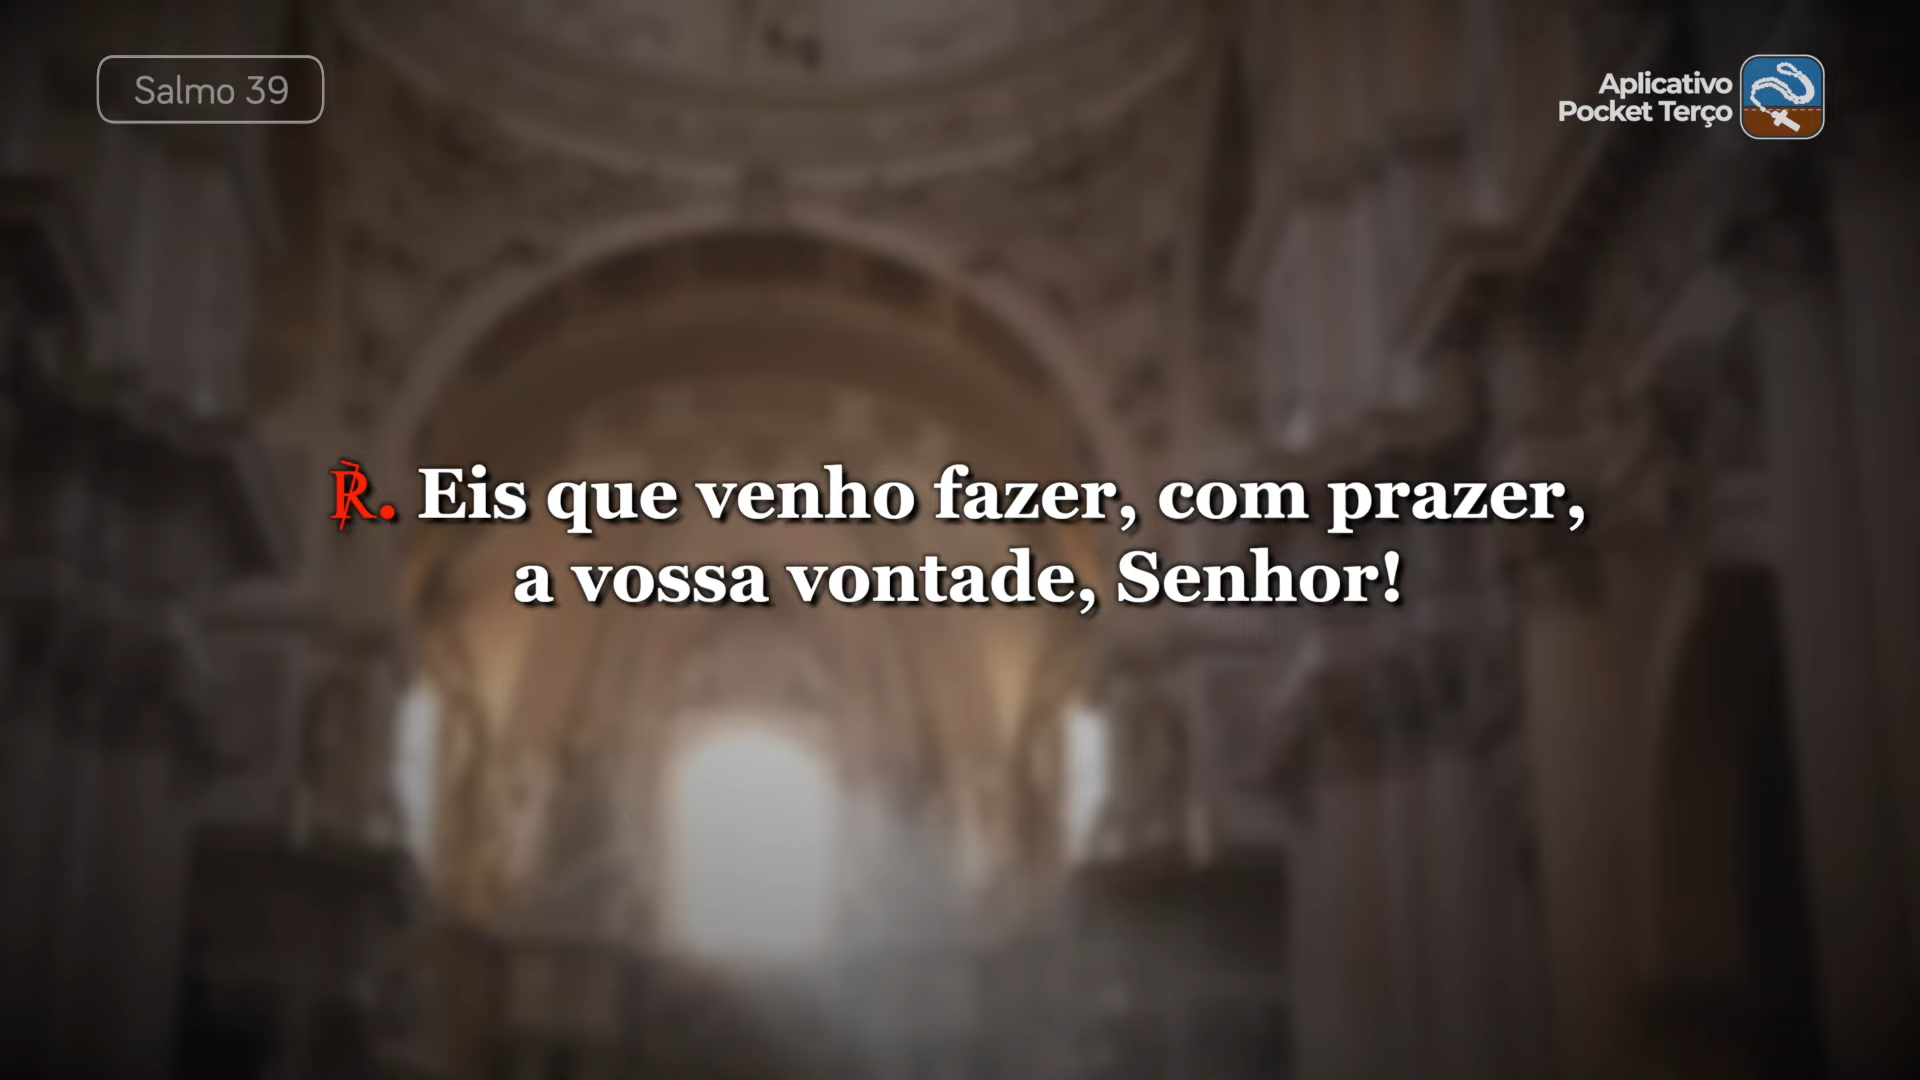 Salmo 39
Aplicativo
Pocket Terço
℟. Eis que venho fazer, com prazer,
a vossa vontade, Senhor!